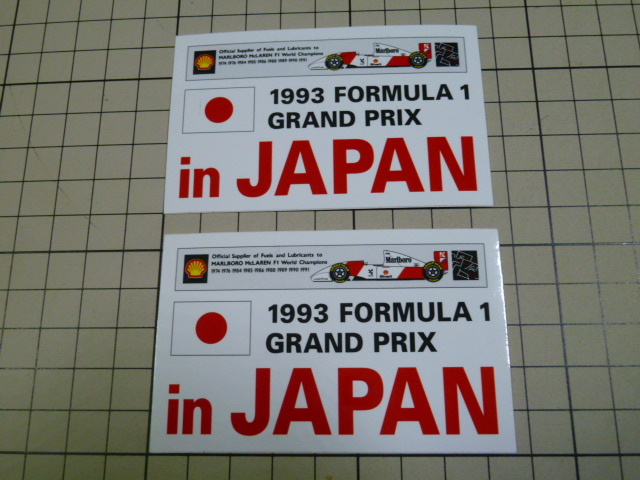 Official Supplier of Fuels and Lubricants to
MARLBORO McLAREN F1 World Champions
1974 1976 1984 1985 1986 1988 1989 1990 1991
Marlboro
1993 FORMULA 1
GRAND PRIX
in JAPAN
Official Supplier of Fuels and Lubricants to
MARLBORO McLAREN F1 World Champions
1974 1976 1984 1985 1986 1988 1989 1990 1991
Marlboro
1993 FORMULA 1
GRAND PRIX
in JAPAN